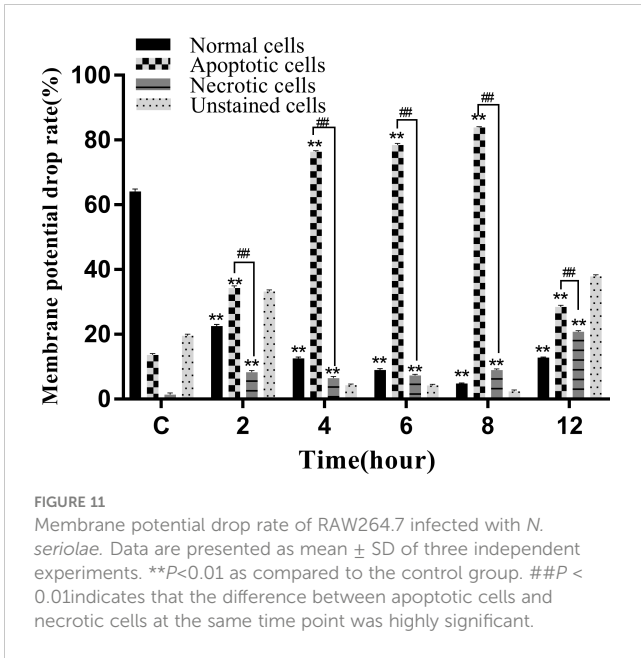 Normal cells
Apoptotic cells
Necrotic cells
Unstained cells
Membrane potential drop rate(%)
100
80
60
40
20
0
** ** **
** ** ** ##
** ** ** ##
** ** ** ##
** ** ** ##
** ** ** ##
C 2 4 6 8 12
Time(hour)
FIGURE 11
Membrane potential drop rate of RAW264.7 infected with N.
seriolae. Data are presented as mean ± SD of three independent
experiments. **P<0.01 as compared to the control group. ##P <
0.01indicates that the difference between apoptotic cells and
necrotic cells at the same time point was highly significant.